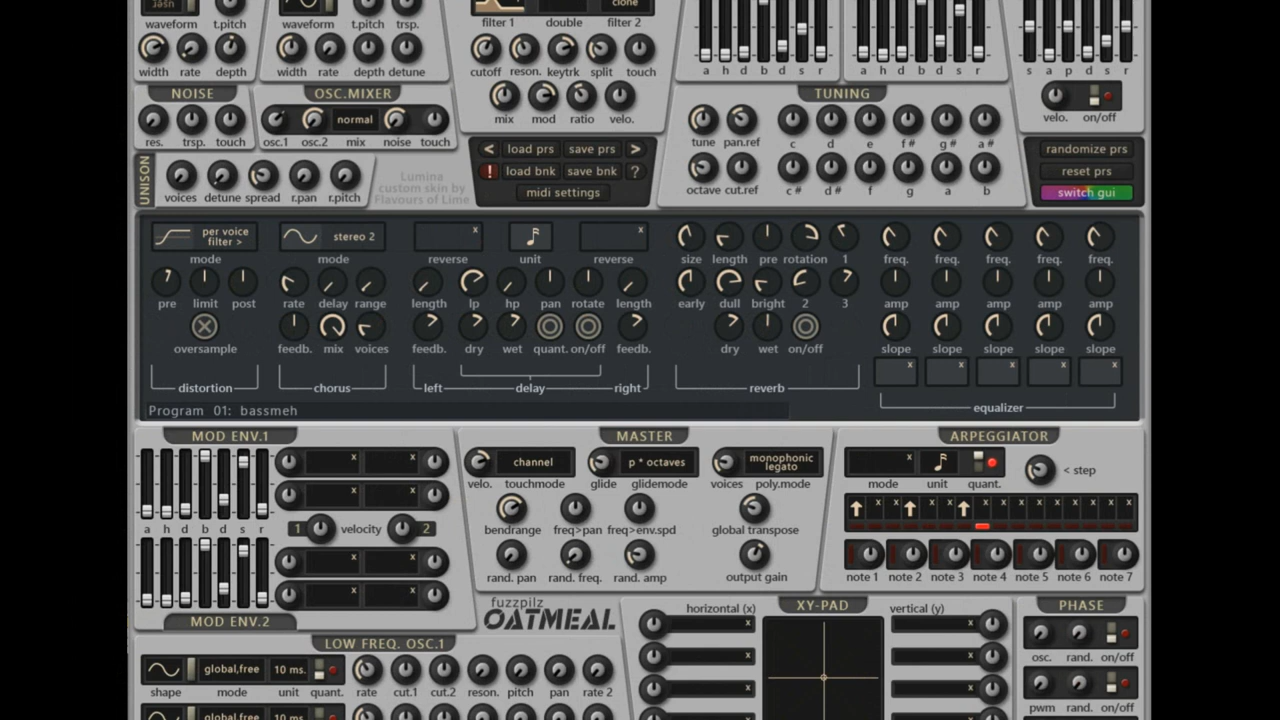 waveform t.pitch waveform t.pitch trsp.
filter 1 double filter 2
clone
width rate depth width rate depth detune
cutoff reson. keytrk split touch
a h d b d s r
a h d b d s r
s a p d s r
NOISE
OSC.MIXER
TUNING
normal
mix mod ratio velo.
velo. on/off
res. trsp. touch osc.1 osc.2 mix noise touch
tune pan.ref c d e f# g# a#
< load prs save prs >
! load bnk save bnk ?
midi settings
randomize prs
reset prs
switch gui
UNISON
voices detune spread r.pan r.pitch
Lumina
custom skin by
Flavours of Lime
octave cut.ref c# d# f g a b
per voice
filter >
stereo 2
x x
mode mode reverse unit reverse size length pre rotation 1 freq. freq. freq. freq. freq.
pre limit post rate delay range length lp hp pan rotate length early dull bright 2 3 amp amp amp amp amp
oversample feedb. mix voices feedb. dry wet quant. on/off feedb. dry wet on/off slope slope slope slope slope
x x x x x
distortion chorus left delay right reverb equalizer
Program 01: bassmeh
MOD ENV.1
MASTER
ARPEGGIATOR
x x
channel p * octaves monophonic
legato
x
< step
velo. touchmode glide glidemode voices poly.mode
mode unit quant.
x x
x x x x x x x x x x x x x
a h d b d s r
1 velocity 2
bendrange freq>pan freq>env.spd global transpose
x x
x x
rand. pan rand. freq. rand. amp output gain
note 1 note 2 note 3 note 4 note 5 note 6 note 7
MOD ENV.2
fuzzpilz
OATMEAL
horizontal (x) XY-PAD vertical (y)
PHASE
x x
x x
x x
x x
osc. rand. on/off
pwm rand. on/off
LOW FREQ. OSC.1
global,free 10 ms.
shape mode unit quant. rate cut.1 cut.2 reson. pitch pan rate 2
global,free 10 ms.